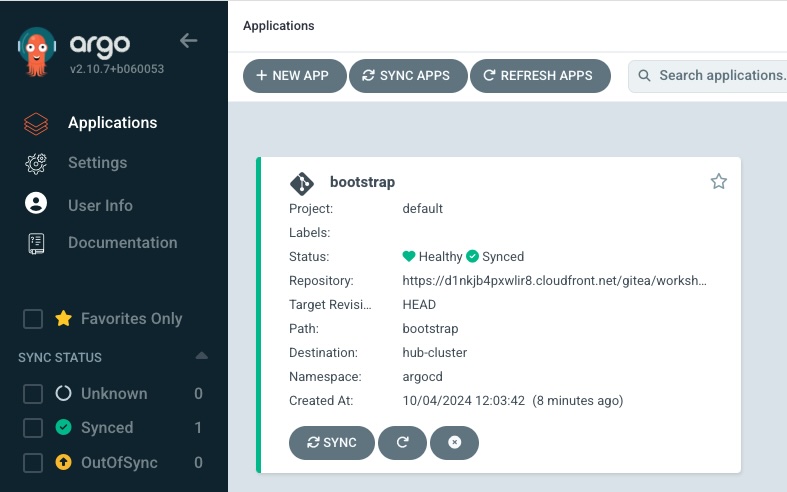 argo
v2.10.7+b060053
Applications
Settings
User Info
Documentation
Favorites Only
SYNC STATUS
Unknown 0
Synced 1
OutOfSync 0
Applications
+ NEW APP SYNC APPS REFRESH APPS Search applications.
bootstrap
Project: default
Labels:
Status: Healthy Synced
Repository: https://d1nkjb4pxwlir8.cloudfront.net/gitea/worksh...
Target Revisi... HEAD
Path: bootstrap
Destination: hub-cluster
Namespace: argocd
Created At: 10/04/2024 12:03:42 (8 minutes ago)
SYNC